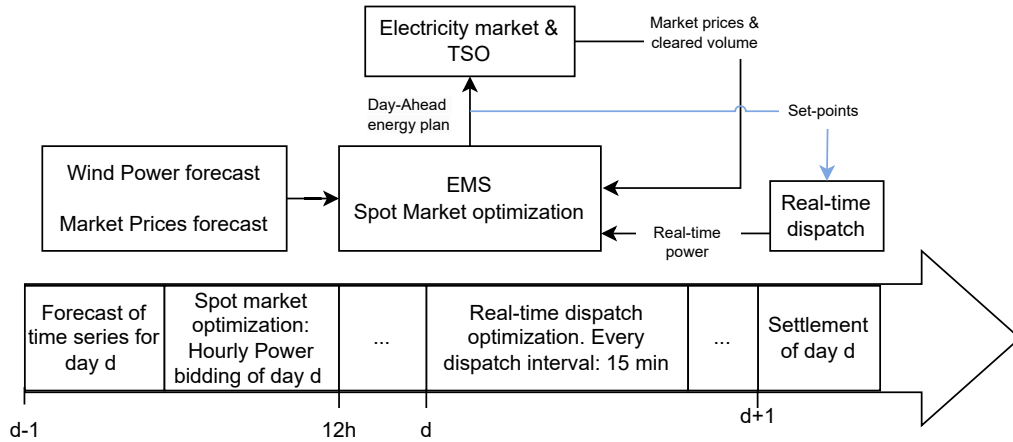 Electricity market &
TSO
Market prices &
cleared volume
Day-Ahead
energy plan
Set-points
Wind Power forecast
Market Prices forecast
EMS
Spot Market optimization
Real-time
dispatch
Real-time
power
Forecast of
time series for
day d
Spot market
optimization:
Hourly Power
bidding of day d
...
Real-time dispatch
optimization. Every
dispatch interval: 15 min
...
Settlement
of day d
d-1
12h
d
d+1